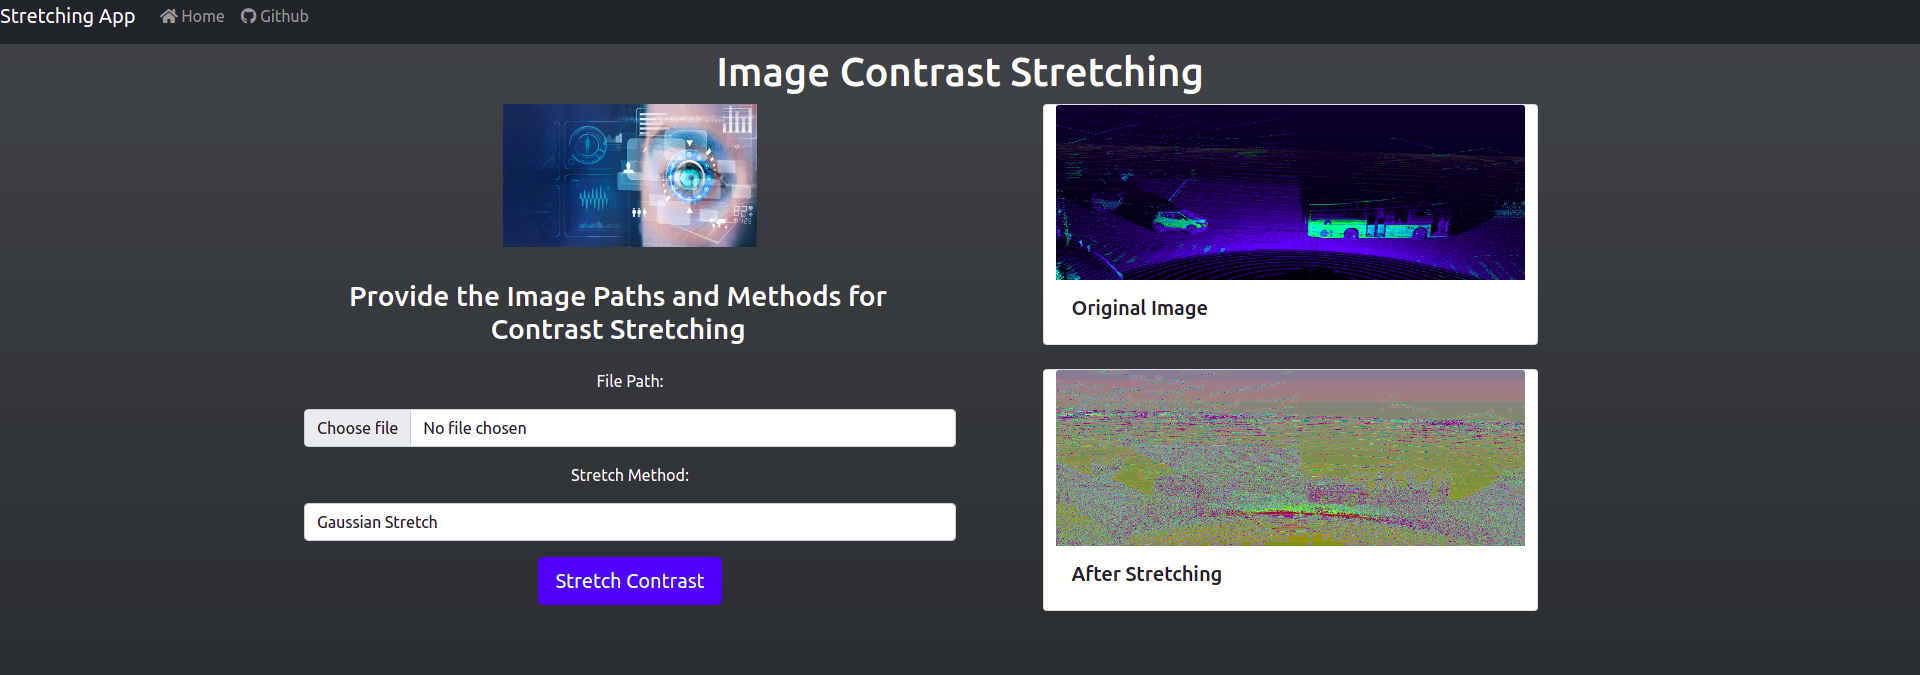 Stretching App Home Github
Image Contrast Stretching
Provide the Image Paths and Methods for
Contrast Stretching
File Path:
Choose file No file chosen
Stretch Method:
Gaussian Stretch
Stretch Contrast
Original Image
After Stretching